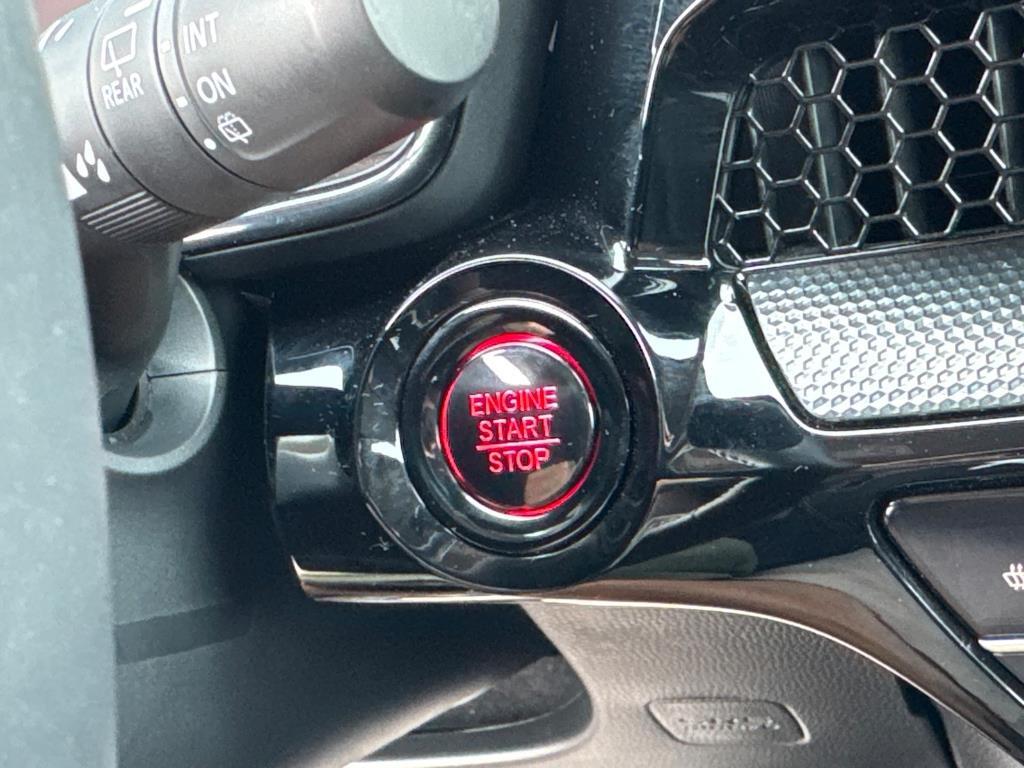 INT
REAR
ON
ENGINE
START
STOP